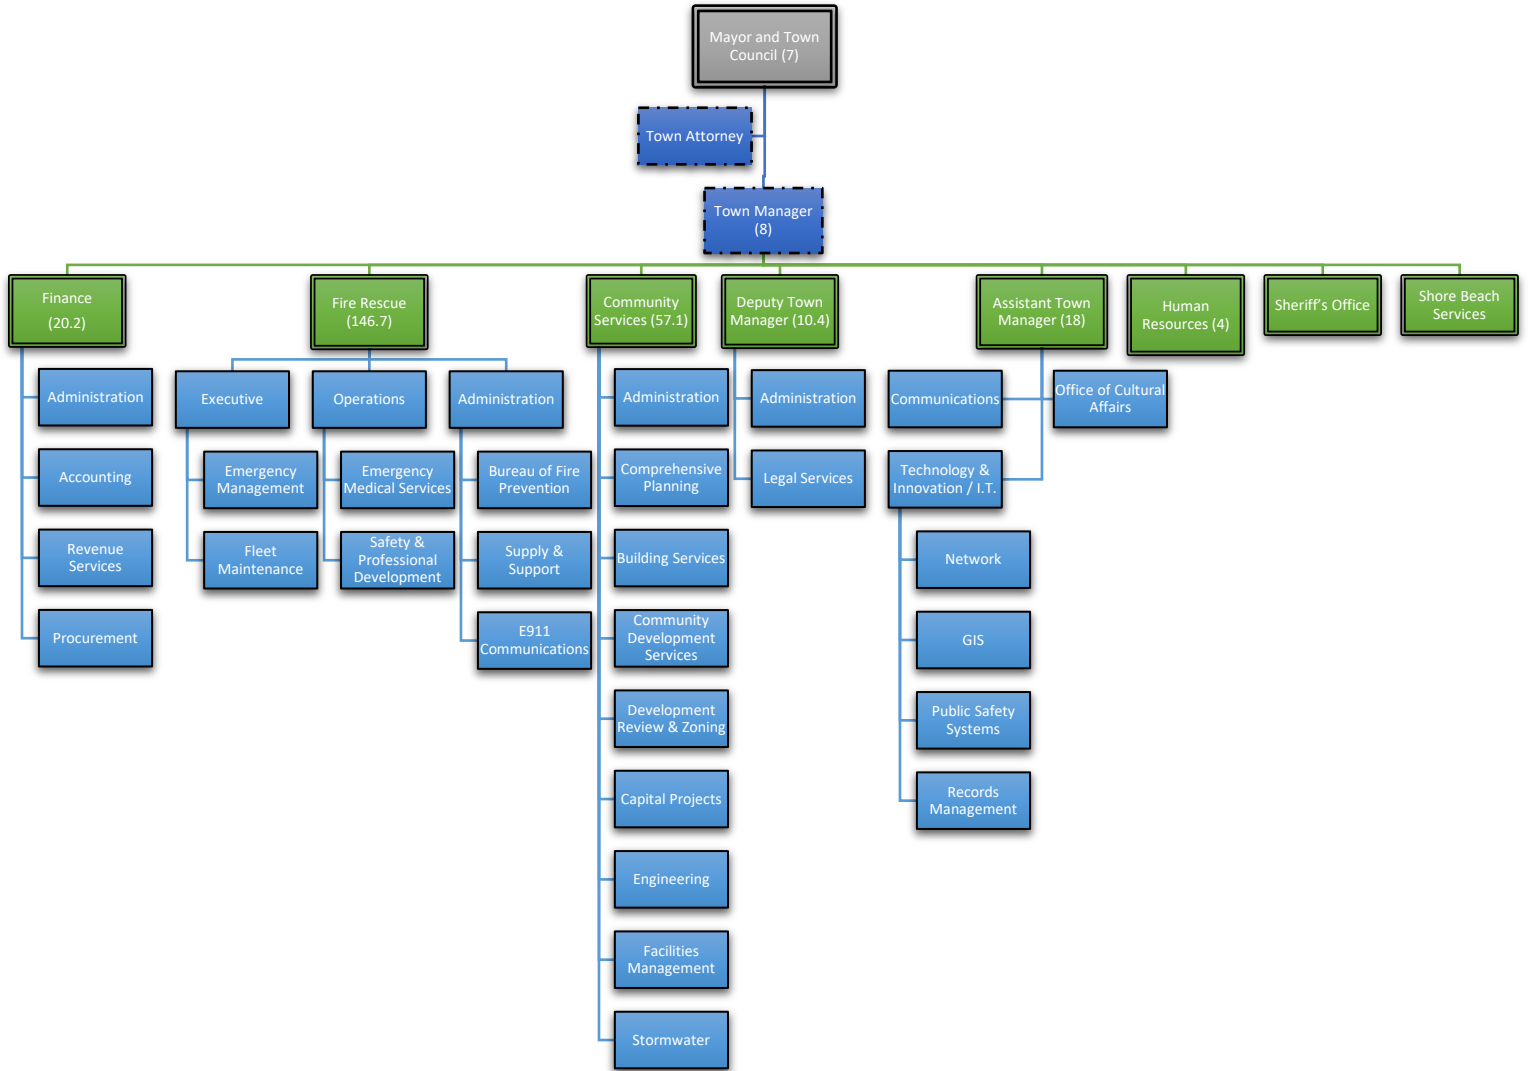 Mayor and Town
Council (7)
Town Attorney
Town Manager
(8)
Finance
(20.2)
Fire Rescue
(146.7)
Community
Services (57.1)
Deputy Town
Manager (10.4)
Assistant Town
Manager (18)
Human
Resources (4)
Sheriff’s Office
Shore Beach
Services
Administration
Accounting
Revenue
Services
Procurement
Executive
Emergency
Management
Fleet
Maintenance
Operations
Emergency
Medical Services
Safety &
Professional
Development
Administration
Bureau of Fire
Prevention
Supply &
Support
E911
Communications
Administration
Comprehensive
Planning
Building Services
Community
Development
Services
Development
Review & Zoning
Capital Projects
Engineering
Facilities
Management
Stormwater
Administration
Legal Services
Communications
Office of Cultural
Affairs
Technology &
Innovation / I.T.
Network
GIS
Public Safety
Systems
Records
Management